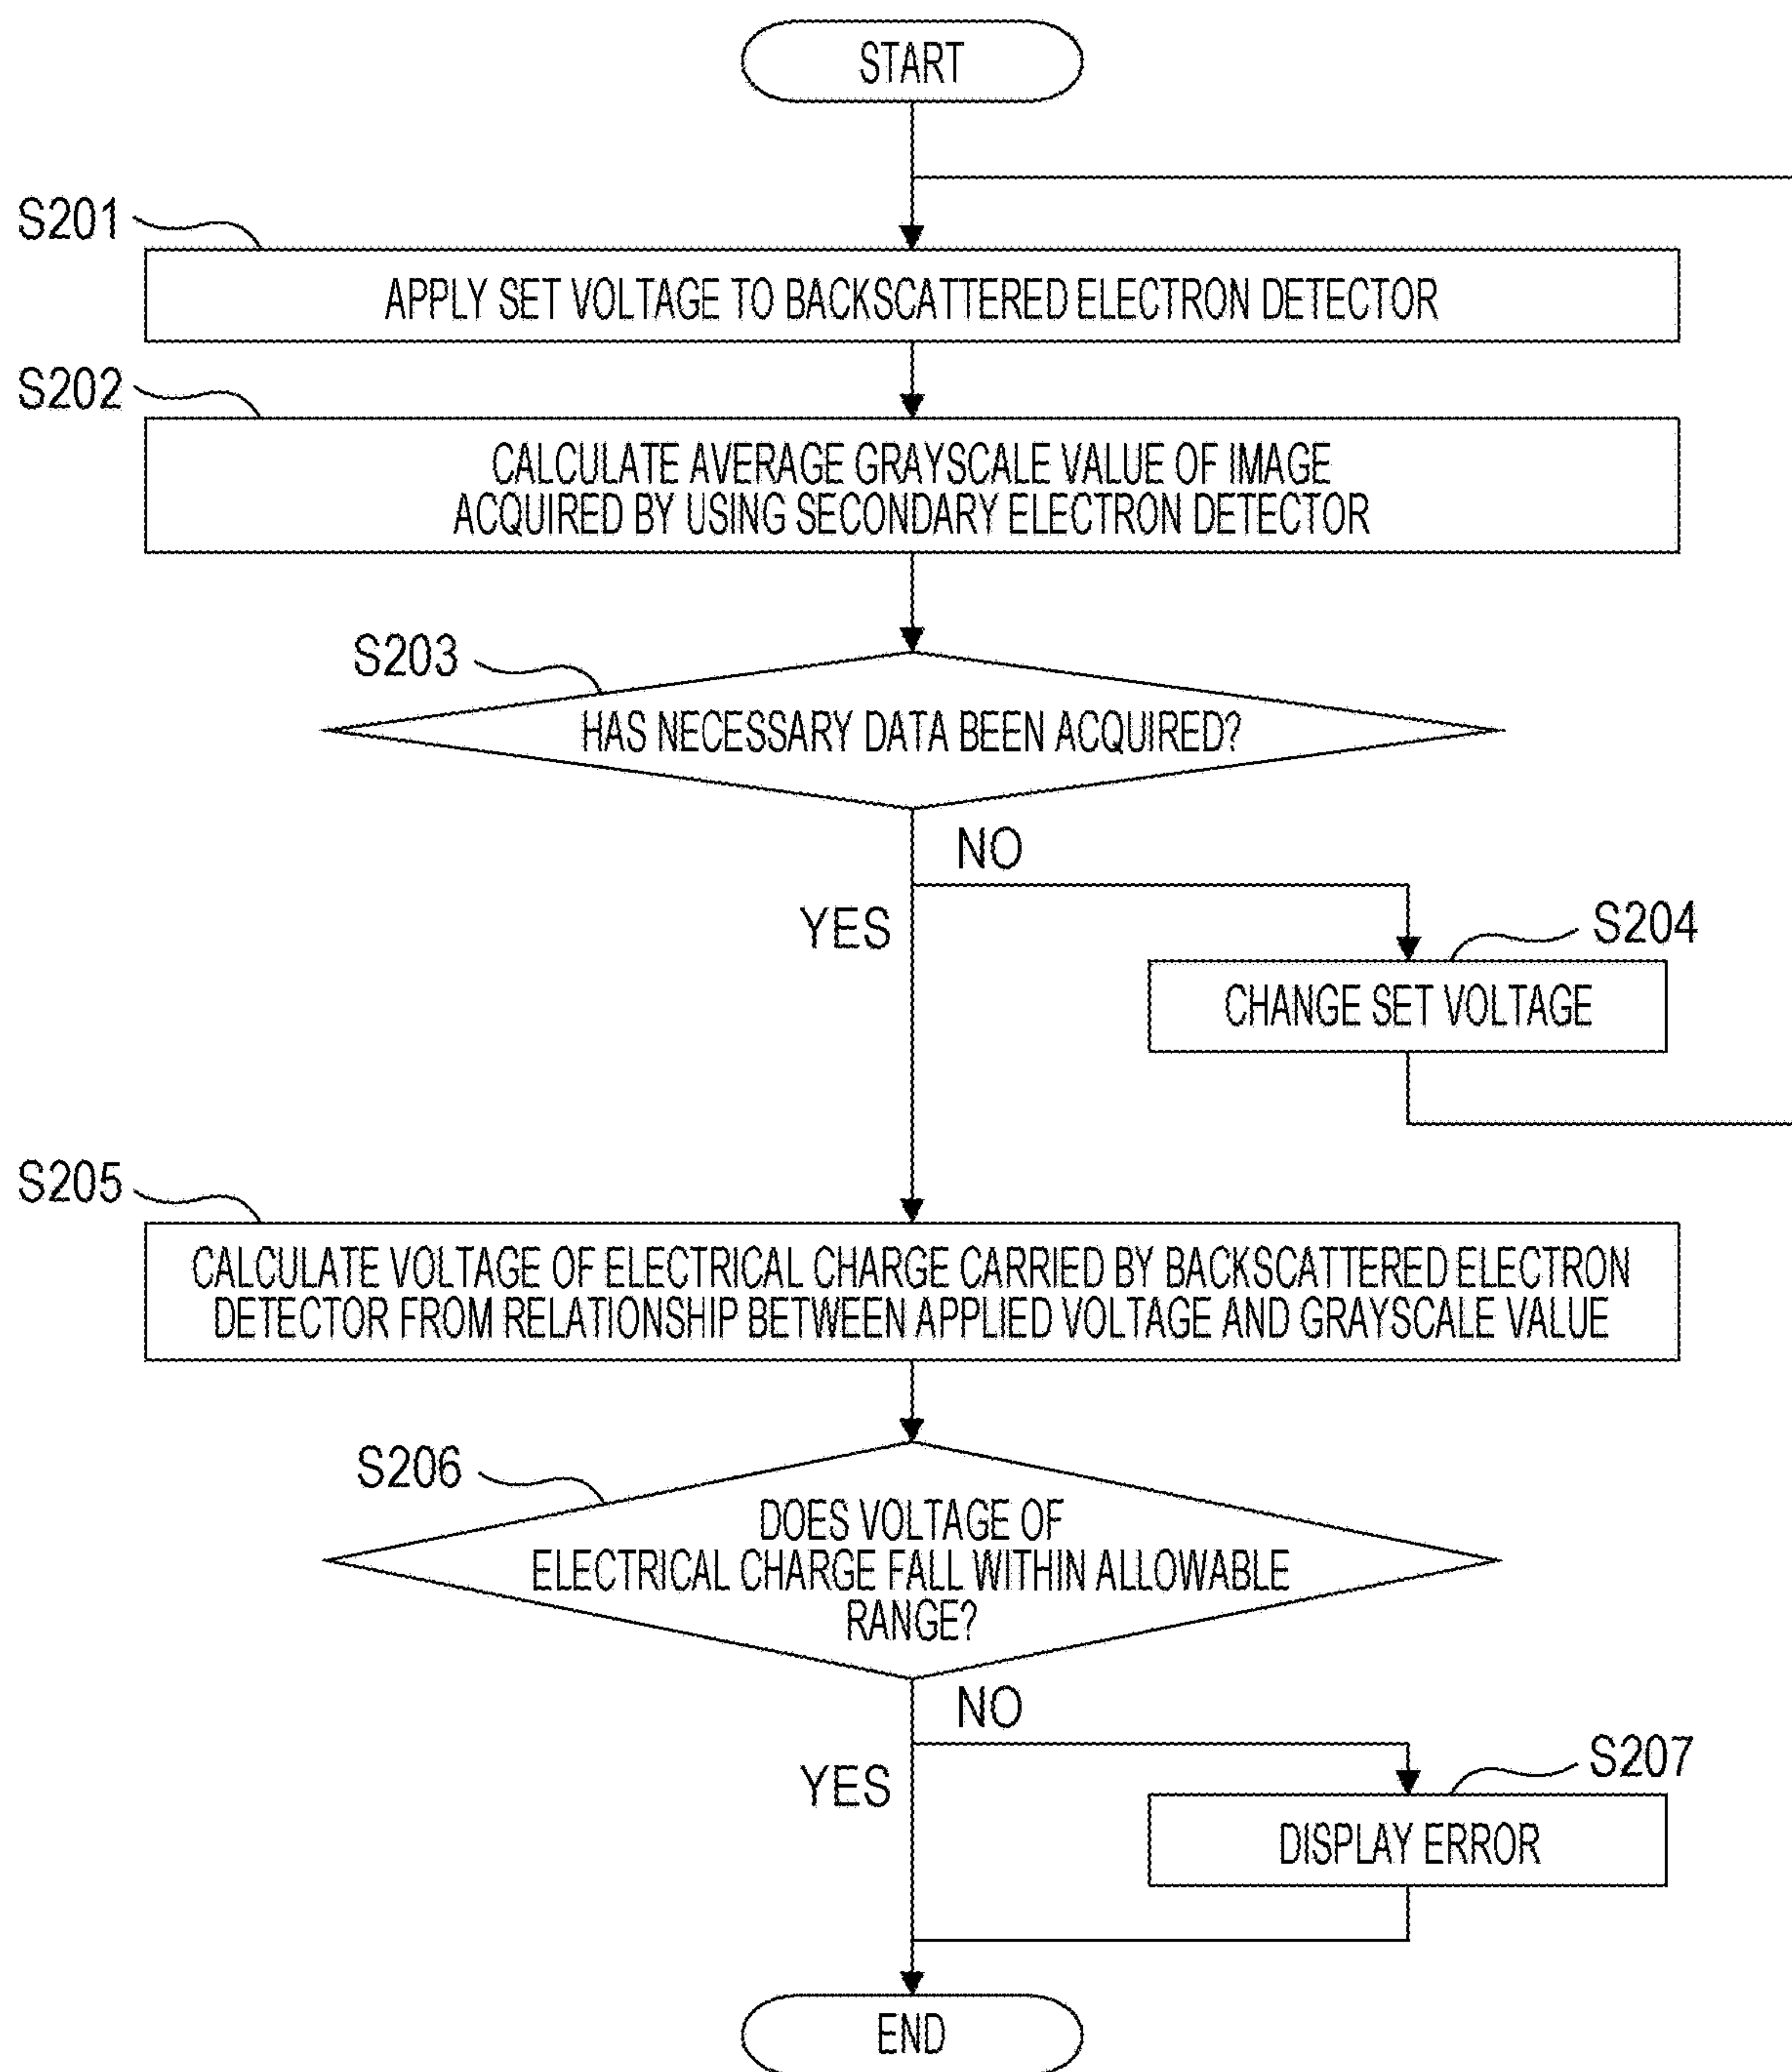 START
S201
APPLY SET VOLTAGE TO BACKSCATTERED ELECTRON DETECTOR
S202
CALCULATE AVERAGE GRAYSCALE VALUE OF IMAGE
ACQUIRED BY USING SECONDARY ELECTRON DETECTOR
S203
HAS NECESSARY DATA BEEN ACQUIRED?
NO
YES
S204
CHANGE SET VOLTAGE
S205
CALCULATE VOLTAGE OF ELECTRICAL CHARGE CARRIED BY BACKSCATTERED ELECTRON
DETECTOR FROM RELATIONSHIP BETWEEN APPLIED VOLTAGE AND GRAYSCALE VALUE
S206
DOES VOLTAGE OF
ELECTRICAL CHARGE FALL WITHIN ALLOWABLE
RANGE?
NO
YES
S207
DISPLAY ERROR
END